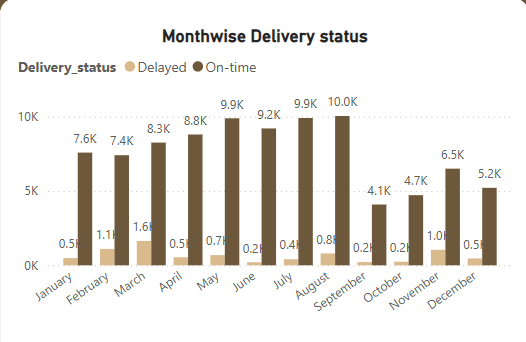 Monthwise Delivery status
Delivery_status Delayed On-time
10K
5K
0K
0.5K 7.6K
1.1K 7.4K
1.6K 8.3K
0.5K 8.8K
0.7K 9.9K
0.2K 9.2K
0.4K 9.9K
0.8K 10.0K
0.2K 4.1K
0.2K 4.7K
1.0K 6.5K
0.5K 5.2K
January
February
March
April
May
June
July
August
September
October
November
December